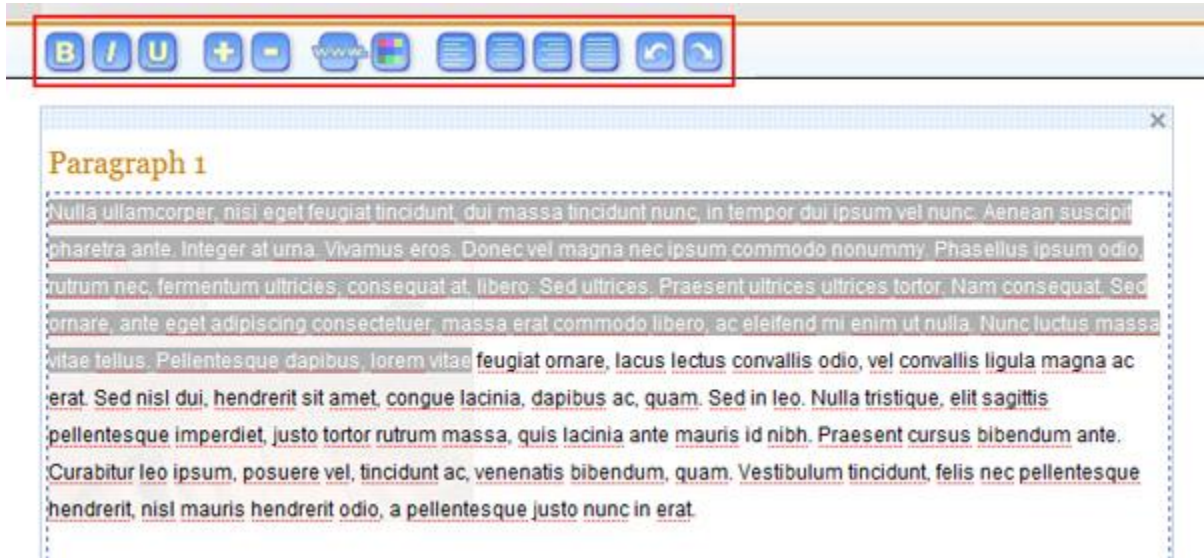 B I U + - www
Paragraph 1
Nulla ullamcorper, nisi eget feugiat tincidunt, dui massa tincidunt nunc, in tempor dui ipsum vel nunc. Aenean suscipit
pharetra ante. Integer at urna. Vivamus eros. Donec vel magna nec ipsum commodo nonummy. Phasellus ipsum odio,
rutrum nec, fermentum ultricies, consequat at, libero. Sed ultrices. Praesent ultrices ultrices tortor. Nam consequat. Sed
ornare, ante eget adipiscing consectetuer, massa erat commodo libero, ac eleifend mi enim ut nulla. Nunc luctus massa
vitae tellus. Pellentesque dapibus, lorem vitae feugiat ornare, lacus lectus convallis odio, vel convallis ligula magna ac
erat. Sed nisl dui, hendrerit sit amet, congue lacinia, dapibus ac, quam. Sed in leo. Nulla tristique, elit sagittis
pellentesque imperdiet, justo tortor rutrum massa, quis lacinia ante mauris id nibh. Praesent cursus bibendum ante.
Curabitur leo ipsum, posuere vel, tincidunt ac, venenatis bibendum, quam. Vestibulum tincidunt, felis nec pellentesque
hendrerit, nisl mauris hendrerit odio, a pellentesque justo nunc in erat.